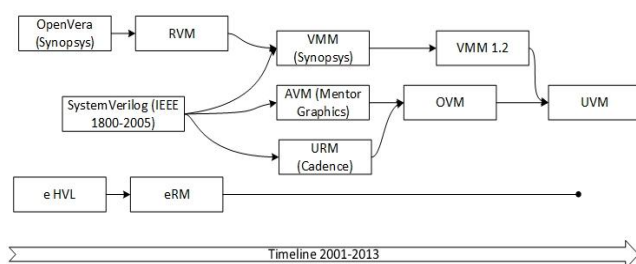 OpenVera
(Synopsys)
RVM
VMM
(Synopsys)
VMM 1.2
SystemVerilog (IEEE
1800-2005)
AVM (Mentor
Graphics)
OVM
UVM
URM
(Cadence)
e HVL
eRM
Timeline 2001-2013